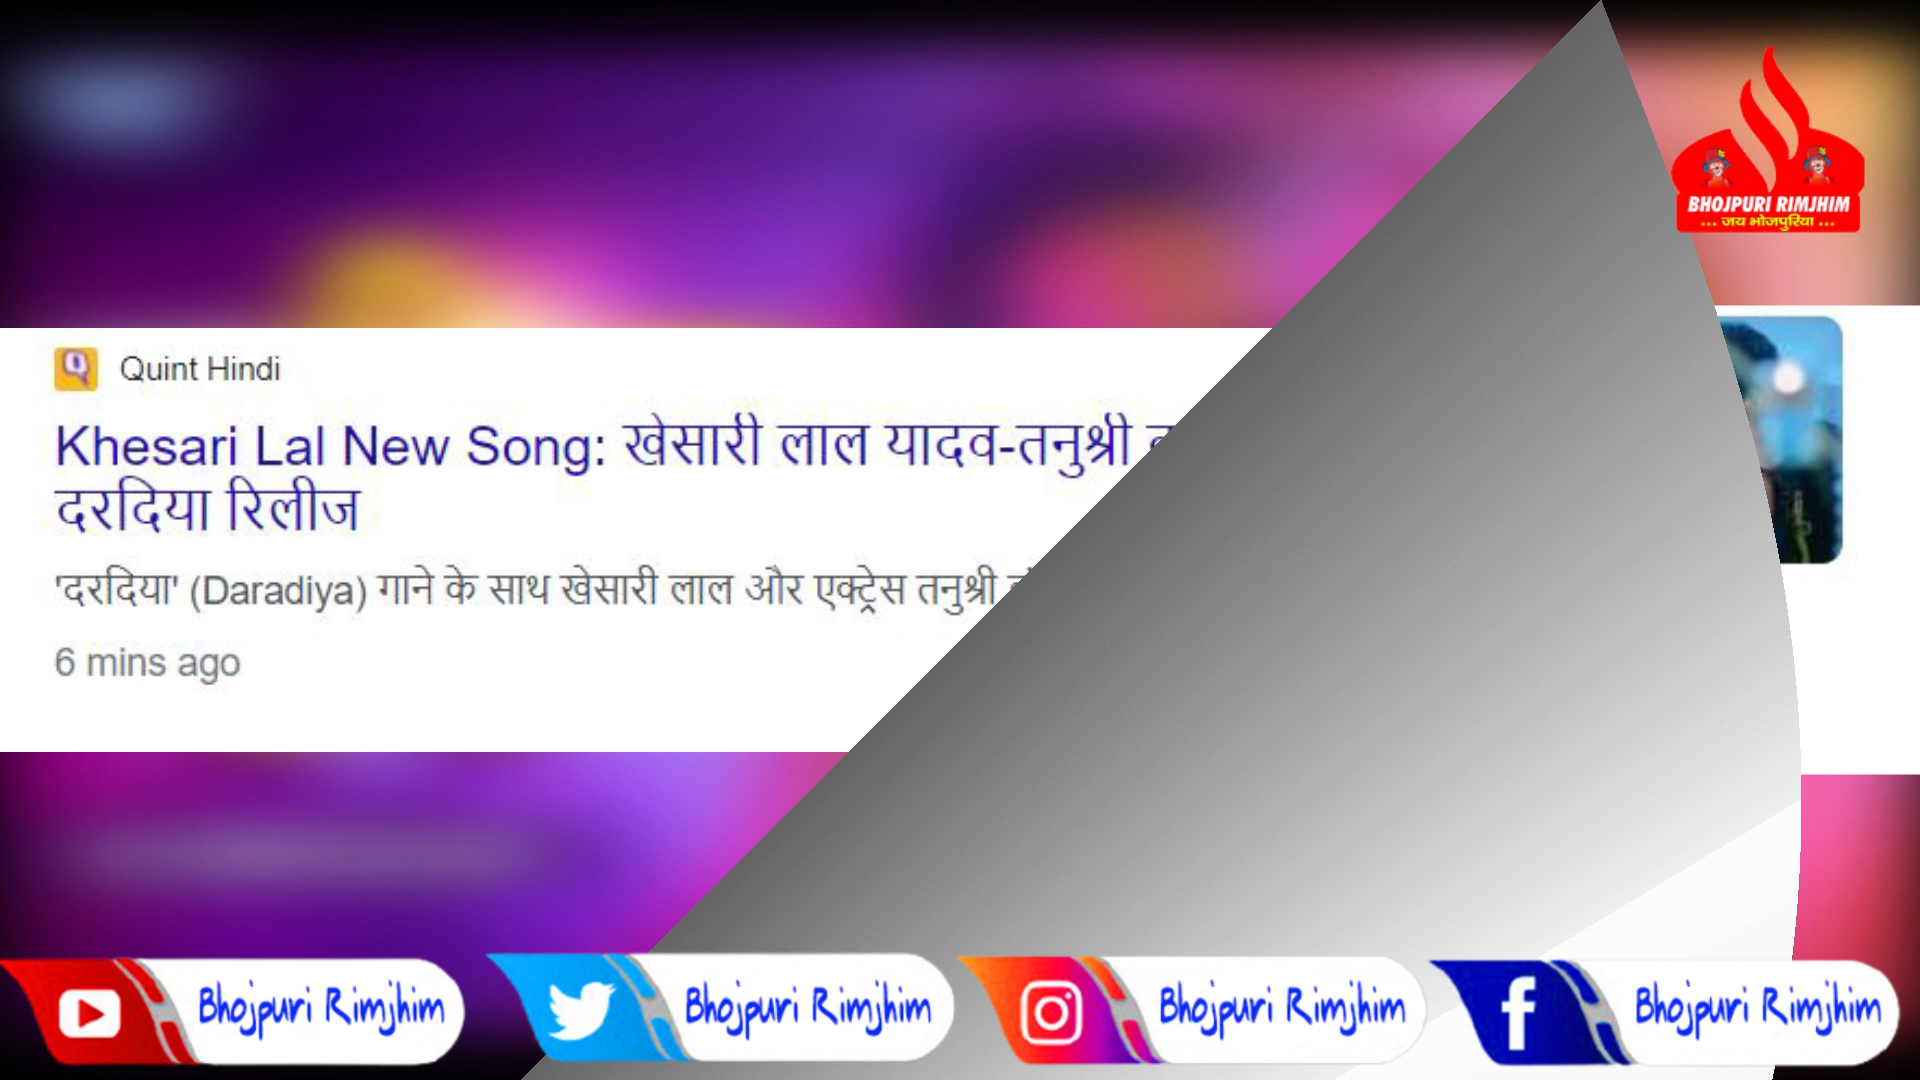 BHOJPURI RIMJHIM
... जय भोजपुरिया ...
Quint Hindi
Khesari Lal New Song: खेसारी लाल यादव-तनुश्री
दरदिया रिलीज
'दरदिया' (Daradiya) गाने के साथ खेसारी लाल और एक्ट्रेस तनुश्री
6 mins ago
Bhojpuri Rimjhim
Bhojpuri Rimjhim
Bhojpuri Rimjhim
Bhojpuri Rimjhim